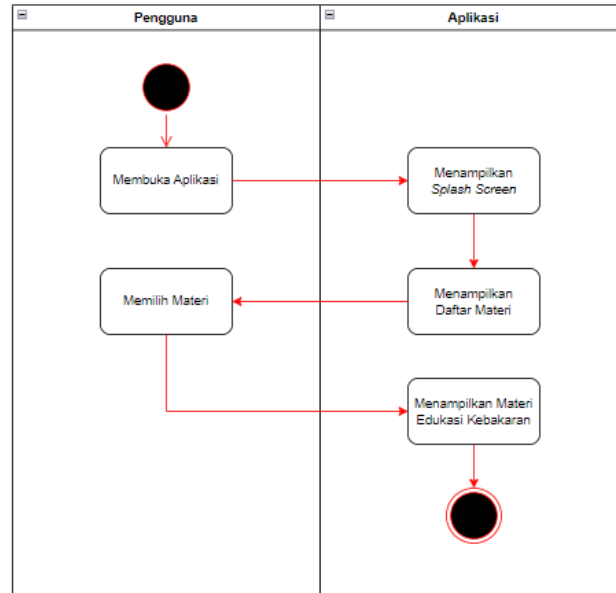 Pengguna
Aplikasi
Membuka Aplikasi
Menampilkan
Splash Screen
Memilih Materi
Menampilkan
Daftar Materi
Menampilkan Materi
Edukasi Kebakaran